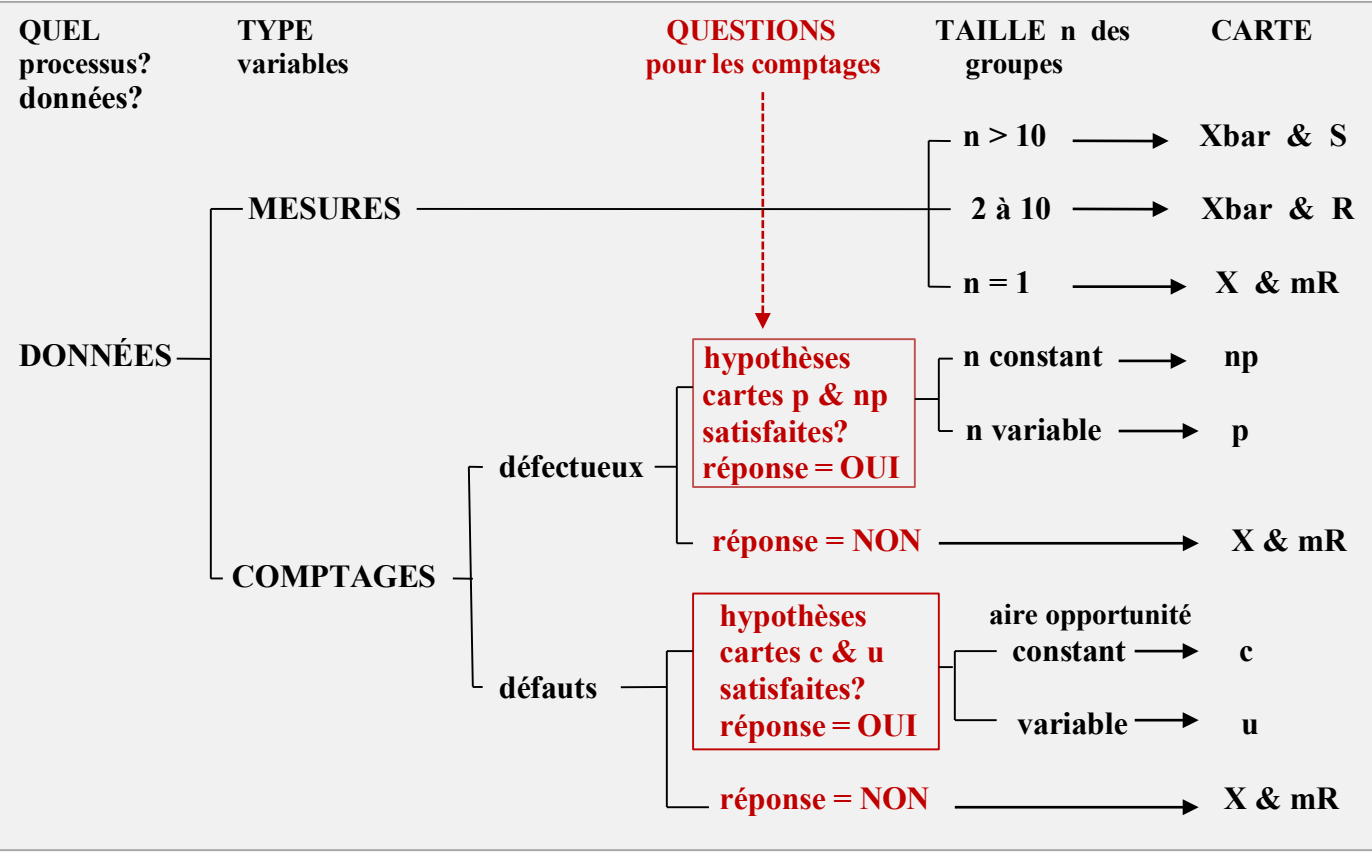 QUEL TYPE QUESTIONS TAILLE n des CARTE
processus? variables pour les comptages groupes
données?
n > 10 Xbar & S
MESURES 2 à 10 Xbar & R
n = 1 X & mR
DONNÉES
hypothèses
cartes p & np
satisfaites?
réponse = OUI
n constant np
n variable p
défectueux
réponse = NON X & mR
COMPTAGES
hypothèses
cartes c & u
satisfaites?
réponse = OUI
aire opportunité
constant c
variable u
défauts
réponse = NON X & mR